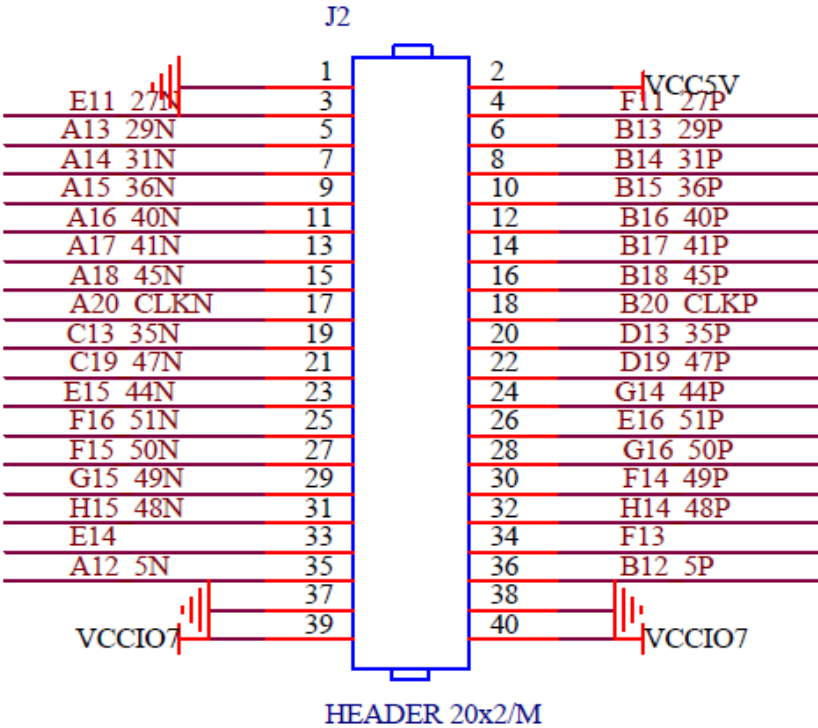 J2
1 2 VCC5V
E11 27N 3 4 F11 27P
A13 29N 5 6 B13 29P
A14 31N 7 8 B14 31P
A15 36N 9 10 B15 36P
A16 40N 11 12 B16 40P
A17 41N 13 14 B17 41P
A18 45N 15 16 B18 45P
A20 CLKN 17 18 B20 CLKP
C13 35N 19 20 D13 35P
C19 47N 21 22 D19 47P
E15 44N 23 24 G14 44P
F16 51N 25 26 E16 51P
F15 50N 27 28 G16 50P
G15 49N 29 30 F14 49P
H15 48N 31 32 H14 48P
E14 33 34 F13
A12 5N 35 36 B12 5P
37 38
VCCIO7 39 40 VCCIO7
HEADER 20x2/M